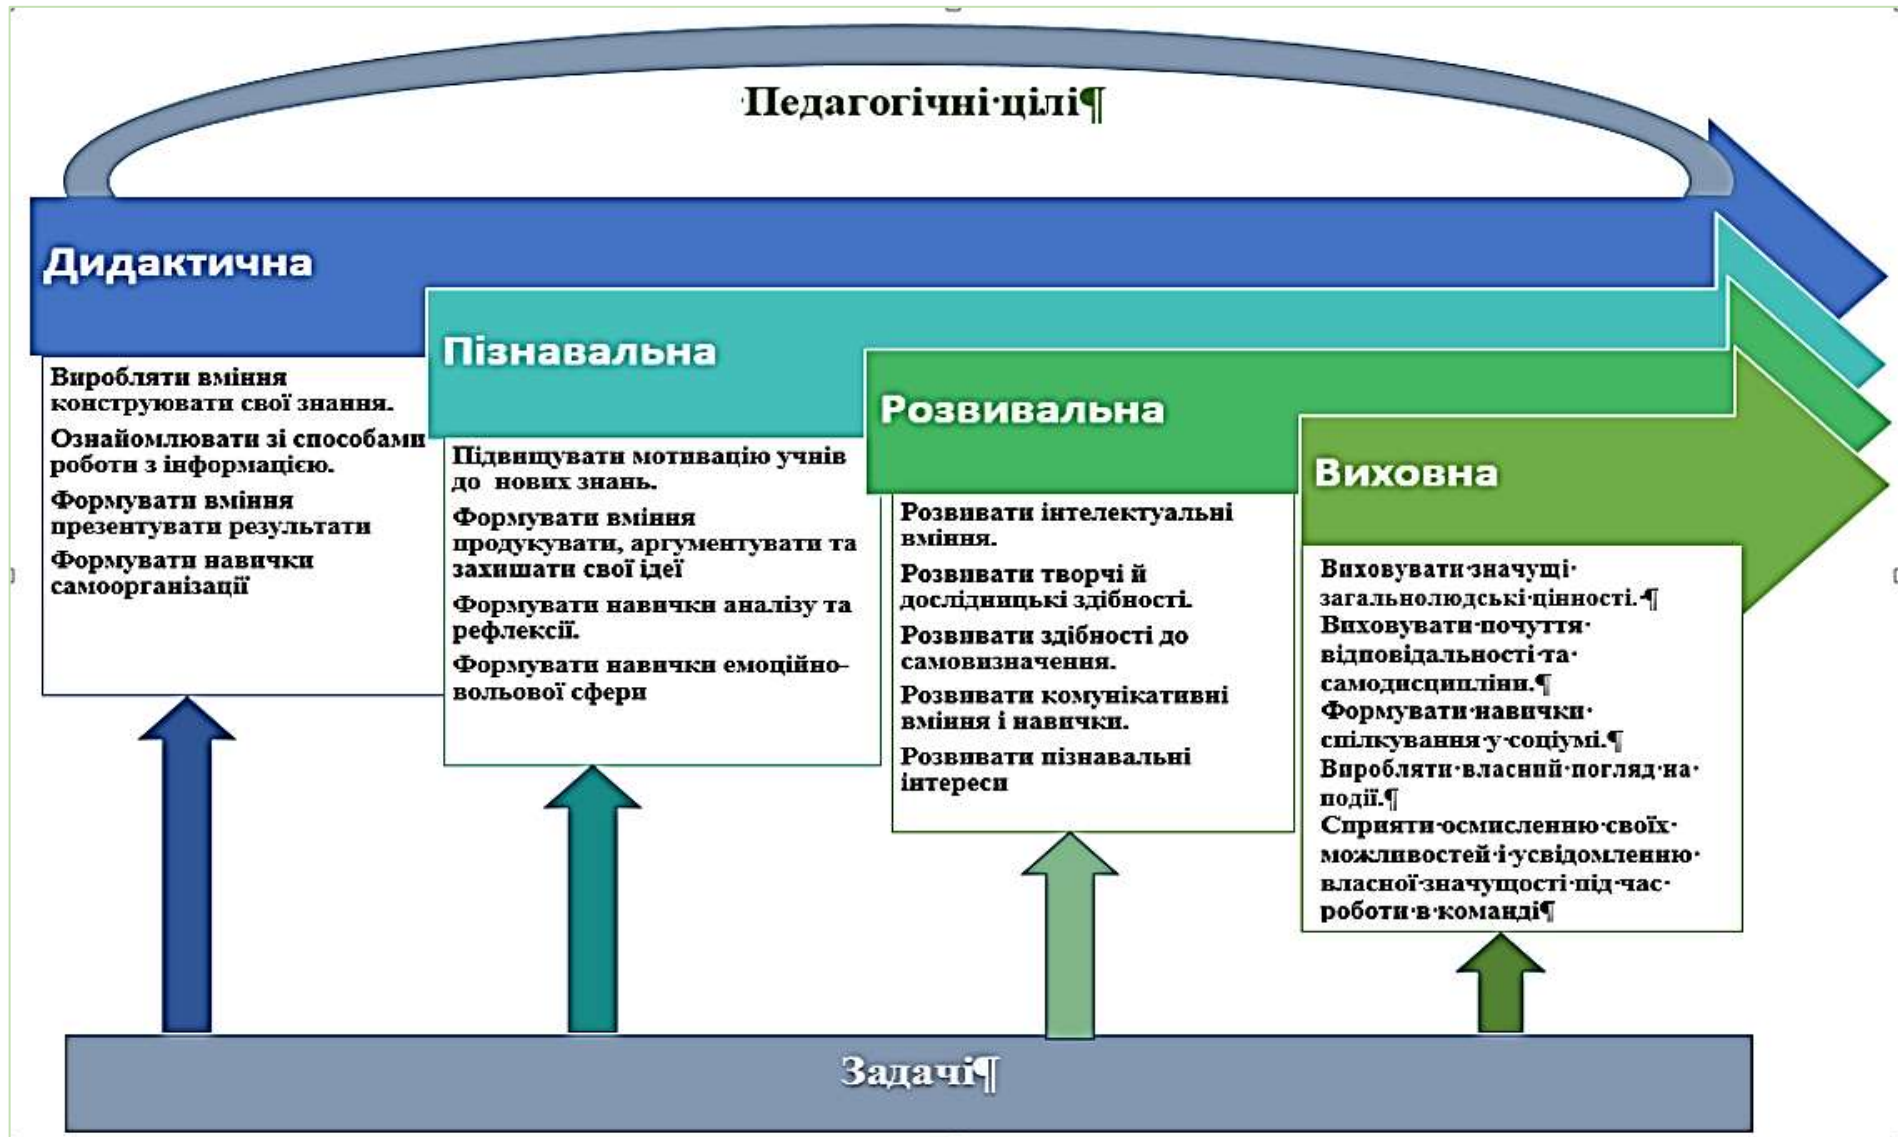 Педагогічні·цілі¶
Дидактична
Виробляти вміння
конструювати свої знання.
Ознайомлювати зі способами
роботи з інформацією.
Формувати вміння
презентувати результати
Формувати навички
самоорганізації
Пізнавальна
Підвищувати мотивацію учнів
до нових знань.
Формувати вміння
продукувати, аргументувати та
захишати свої ідеї
Формувати навички аналізу та
рефлексії.
Формувати навички емоційно–
вольової сфери
Розвивальна
Розвивати інтелектуальні
вміння.
Розвивати творчі й
дослідницькі здібності.
Розвивати здібності до
самовизначення.
Розвивати комунікативні
вміння і навички.
Розвивати пізнавальні
інтереси
Виховна
Виховувати·значущі·
загальнолюдські·цінності.·¶
Виховувати·почуття·
відповідальності·та·
самодисципліни.¶
Формувати·навички·
спілкування·у·соціумі.¶
Виробляти·власний·погляд·на·
події.¶
Сприяти·осмисленню·своїх·
можливостей·і·усвідомленню·
власної·значущості·під·час·
роботи·в·команді¶
Задачі¶